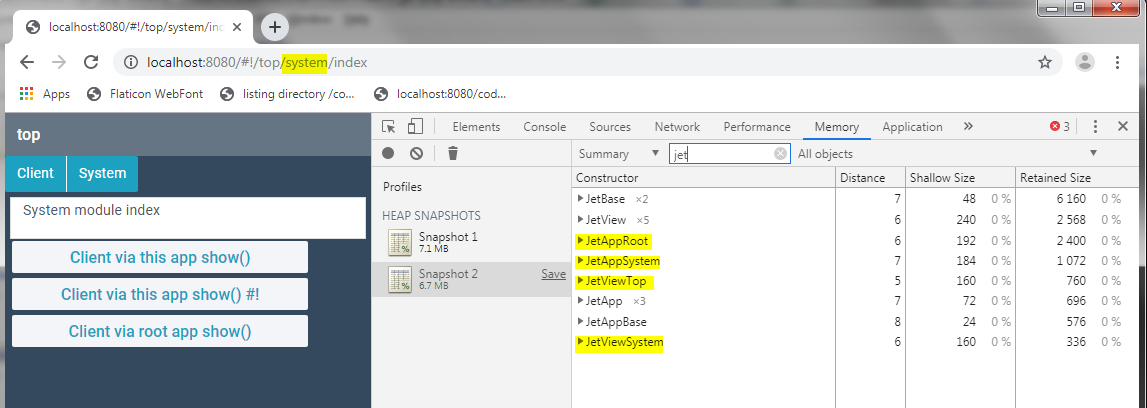 localhost:8080/#!/top/system/inc
localhost:8080/#!/top/system/index
Apps Flaticon WebFont listing directory /co... localhost:8080/cod...
top
Client System
System module index
Client via this app show()
Client via this app show() #!
Client via root app show()
Elements Console Sources Network Performance Memory Application » 3
Summary ▼ jet All objects ▼
Profiles
HEAP SNAPSHOTS
Snapshot 1
7.1 MB
Snapshot 2 Save
6.7 MB
Constructor Distance Shallow Size Retained Size
JetBase ×2 7 48 0 % 6 160 0 %
JetView ×5 6 240 0 % 2 568 0 %
JetAppRoot 6 192 0 % 2 400 0 %
JetAppSystem 7 184 0 % 1 072 0 %
JetViewTop 5 160 0 % 760 0 %
JetApp ×3 7 72 0 % 696 0 %
JetAppBase 8 24 0 % 576 0 %
JetViewSystem 6 160 0 % 336 0 %